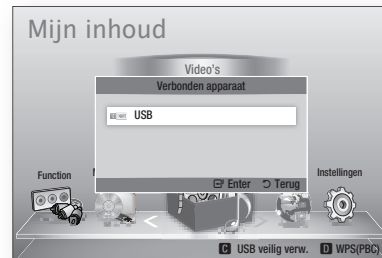 Mijn inhoud
Video's
Verbonden apparaat
USB
Enter Terug
Function
Instellingen
C USB veilig verw. D WPS(PBC)